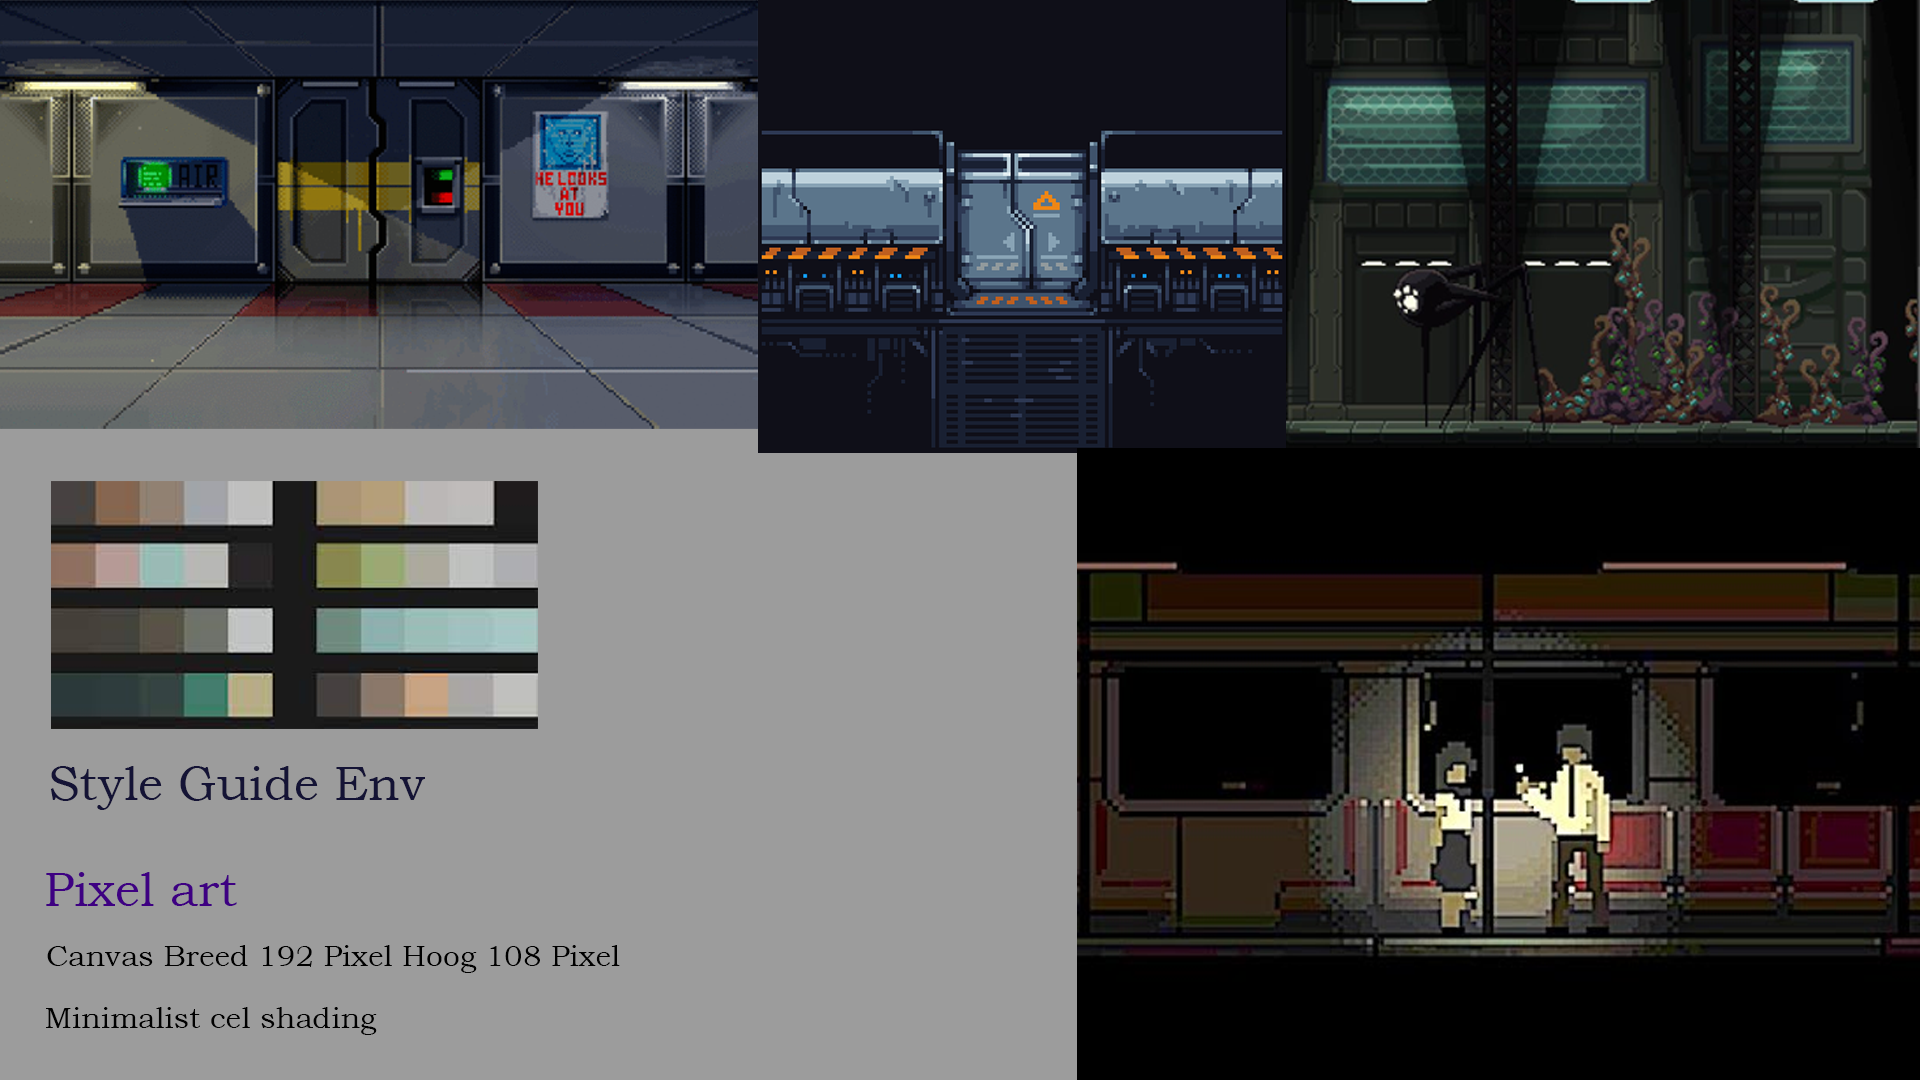 AIR
HE LOOKS
AT
YOU
Style Guide Env
Pixel art
Canvas Breed 192 Pixel Hoog 108 Pixel
Minimalist cel shading